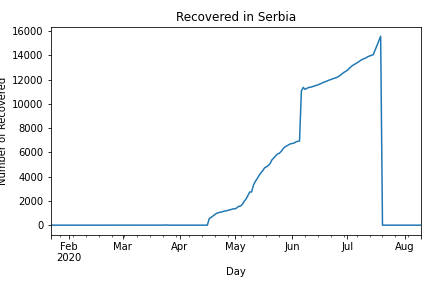 Recovered in Serbia
16000
14000
12000
10000
8000
6000
4000
2000
0
Number of Recovered
Feb
2020
Mar
Apr
May
Jun
Jul
Aug
Day